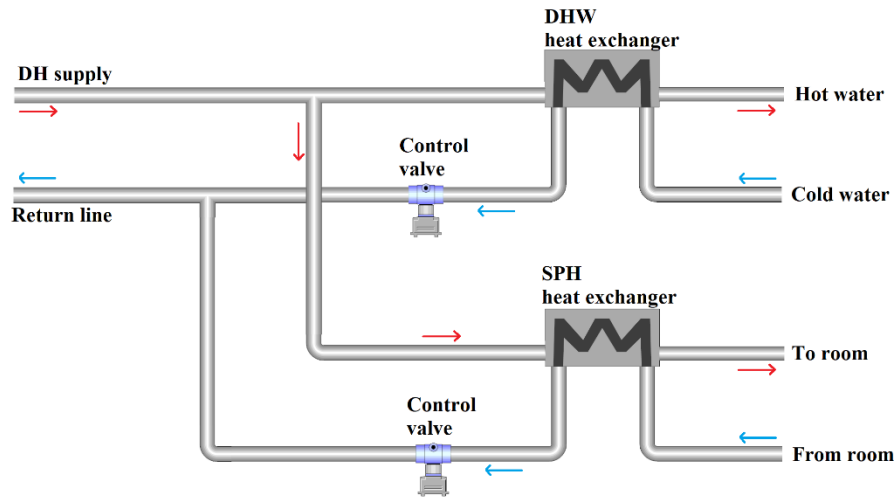 DHW
heat exchanger
DH supply
Hot water
Control
valve
Return line
Cold water
SPH
heat exchanger
To room
Control
valve
From room